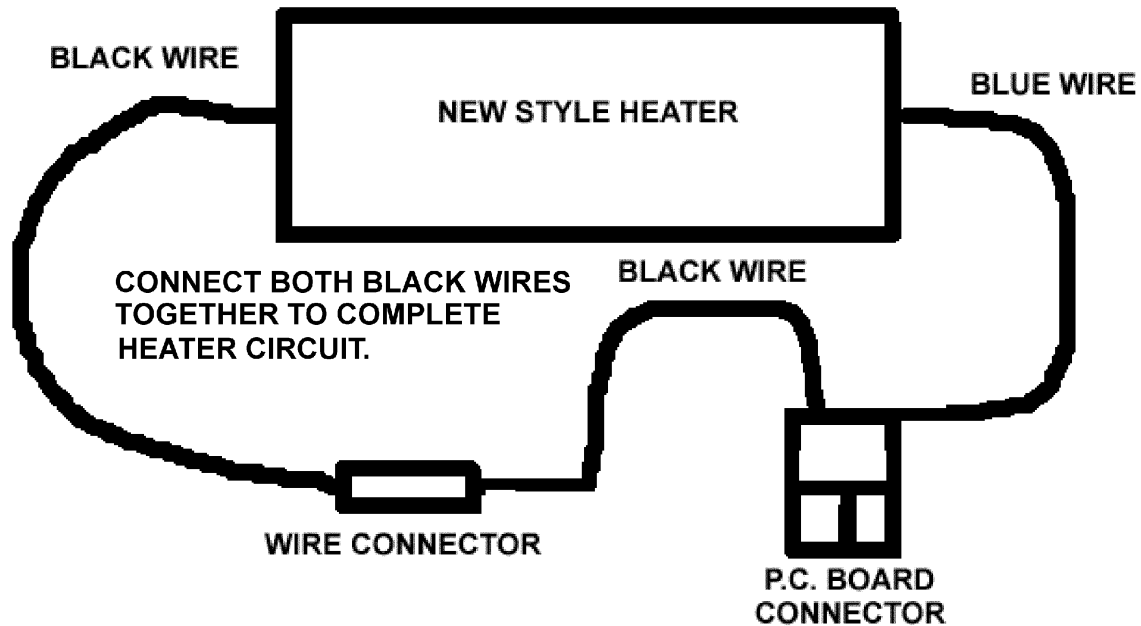 BLACK WIRE
NEW STYLE HEATER
BLUE WIRE
CONNECT BOTH BLACK WIRES
TOGETHER TO COMPLETE
HEATER CIRCUIT.
BLACK WIRE
WIRE CONNECTOR
P.C. BOARD
CONNECTOR